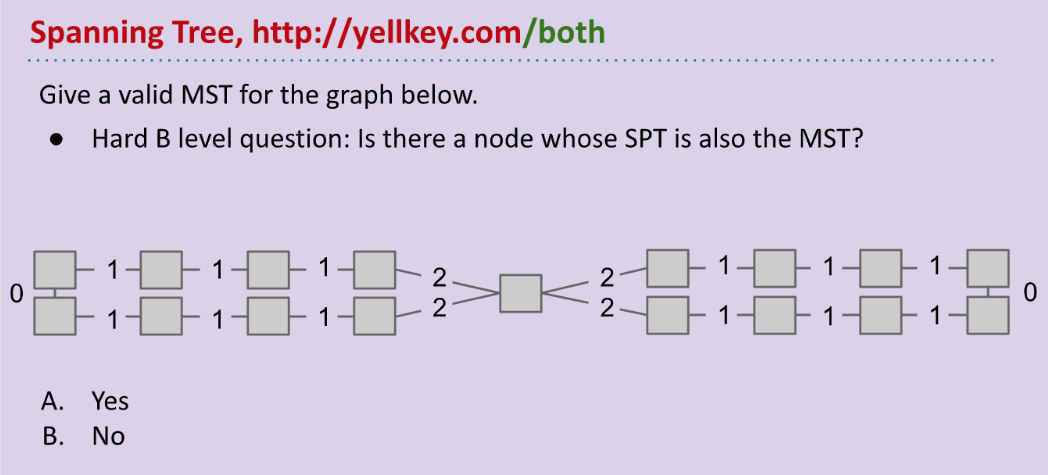 Spanning Tree, http://yellkey.com/both
Give a valid MST for the graph below.
● Hard B level question: Is there a node whose SPT is also the MST?
1 1 1 2 2 1 1 1
0 0
1 1 1 2 2 1 1 1
A. Yes
B. No